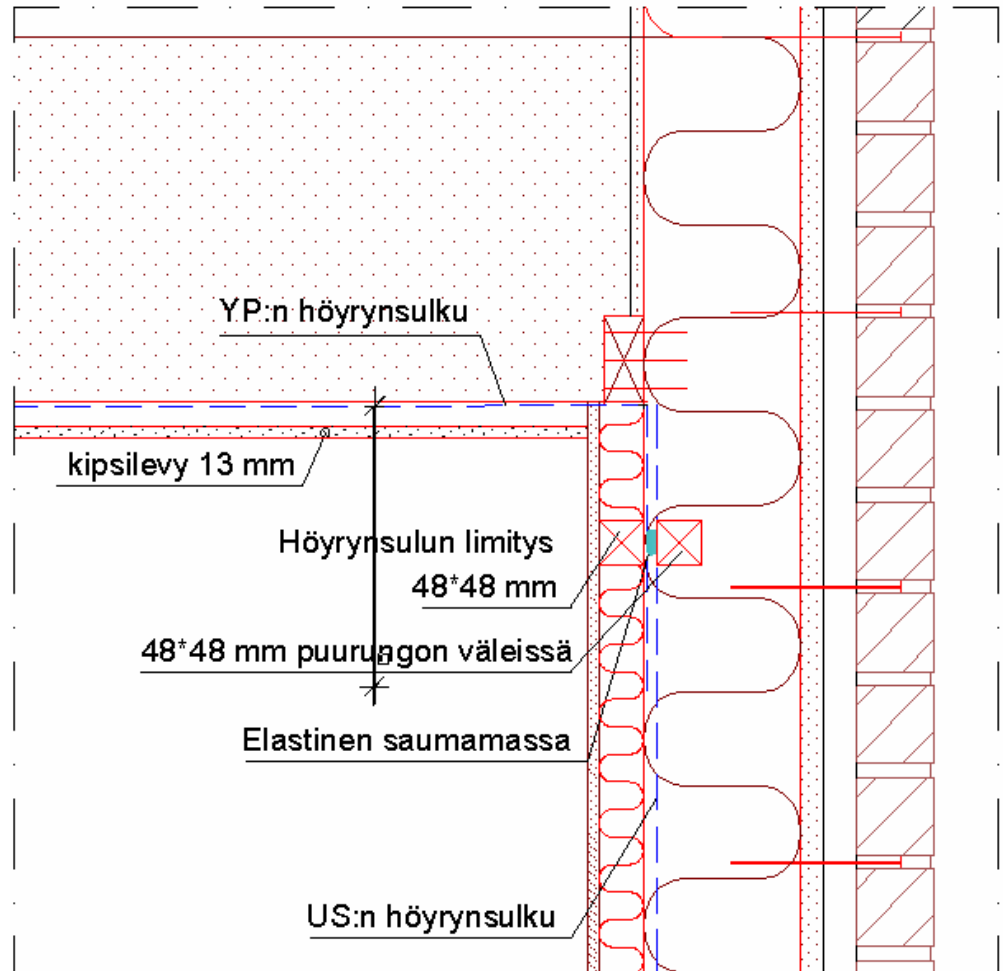 YP:n höyrynsulku
kipsilevy 13 mm
Höyrynsulun limitys
48*48 mm
48*48 mm puurungon väleissä
Elastinen saumamassa
US:n höyrynsulku